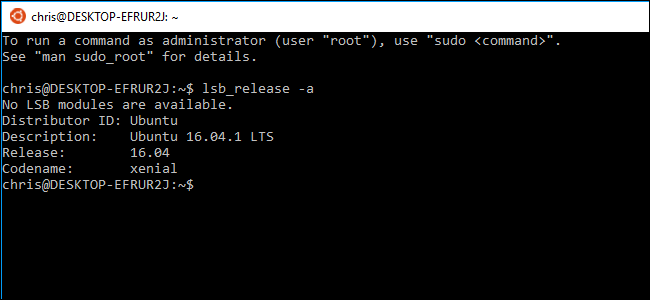 chris@DESKTOP-EFRUR2J: ~
To run a command as administrator (user "root"), use "sudo <command>".
See "man sudo_root" for details.
chris@DESKTOP-EFRUR2J:~$ lsb_release -a
No LSB modules are available.
Distributor ID: Ubuntu
Description:    Ubuntu 16.04.1 LTS
Release:        16.04
Codename:       xenial
chris@DESKTOP-EFRUR2J:~$